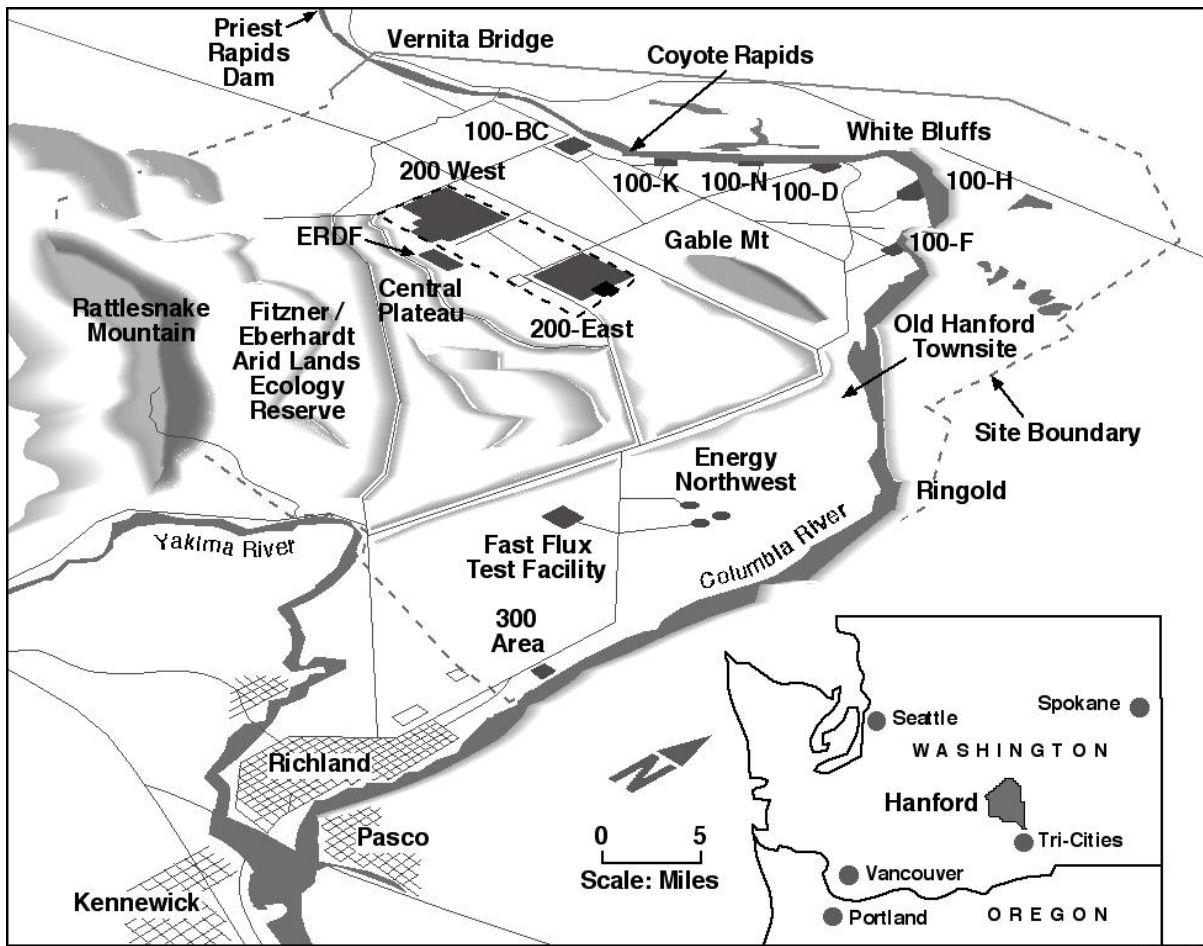 Priest
Rapids
Dam
Vernita Bridge
Coyote Rapids
100-BC
White Bluffs
200 West
100-K
100-N
100-D
100-H
ERDF
Gable Mt
100-F
Rattlesnake
Mountain
Fitzner /
Eberhardt
Arid Lands
Ecology
Reserve
Central
Plateau
200-East
Old Hanford
Townsite
Site Boundary
Energy
Northwest
Ringold
Yakima River
Fast Flux
Test Facility
Columbia River
300
Area
Richland
Pasco
Kennewick
N
0 5
Scale: Miles
Seattle
Spokane
WASHINGTON
Hanford
Tri-Cities
Vancouver
Portland
OREGON